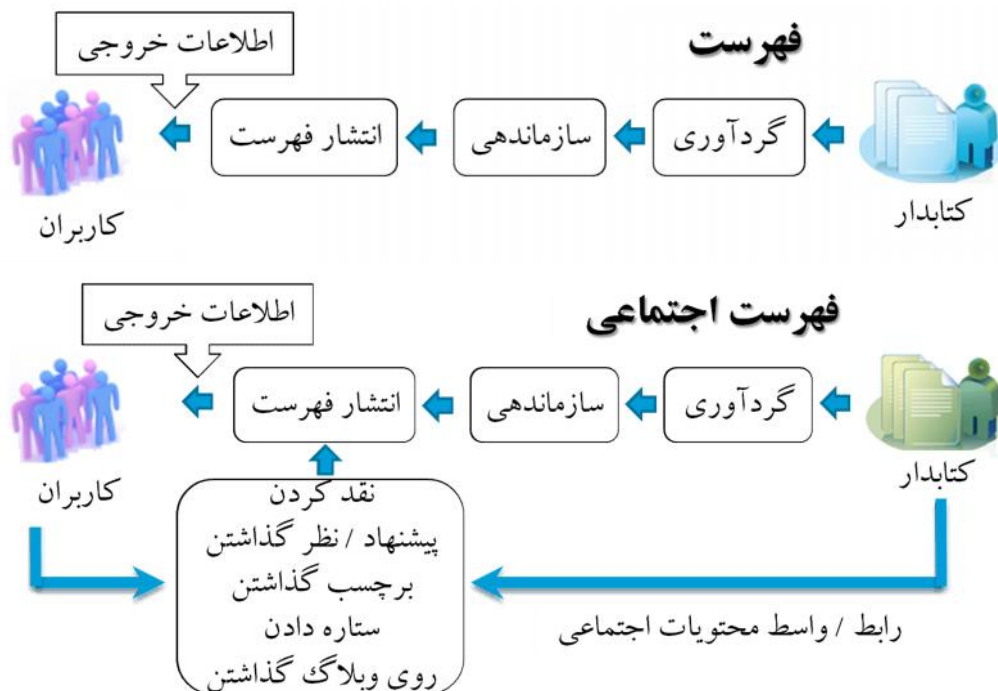 فهرست
اطلاعات خروجی
کتابدار
گردآوری
سازماندهی
انتشار فهرست
کاربران
فهرست اجتماعی
اطلاعات خروجی
کتابدار
گردآوری
سازماندهی
انتشار فهرست
کاربران
نقد کردن
پیشنهاد / نظر گذاشتن
برچسب گذاشتن
ستاره دادن
روی وبلاگ گذاشتن
رابط / واسط محتویات اجتماعی